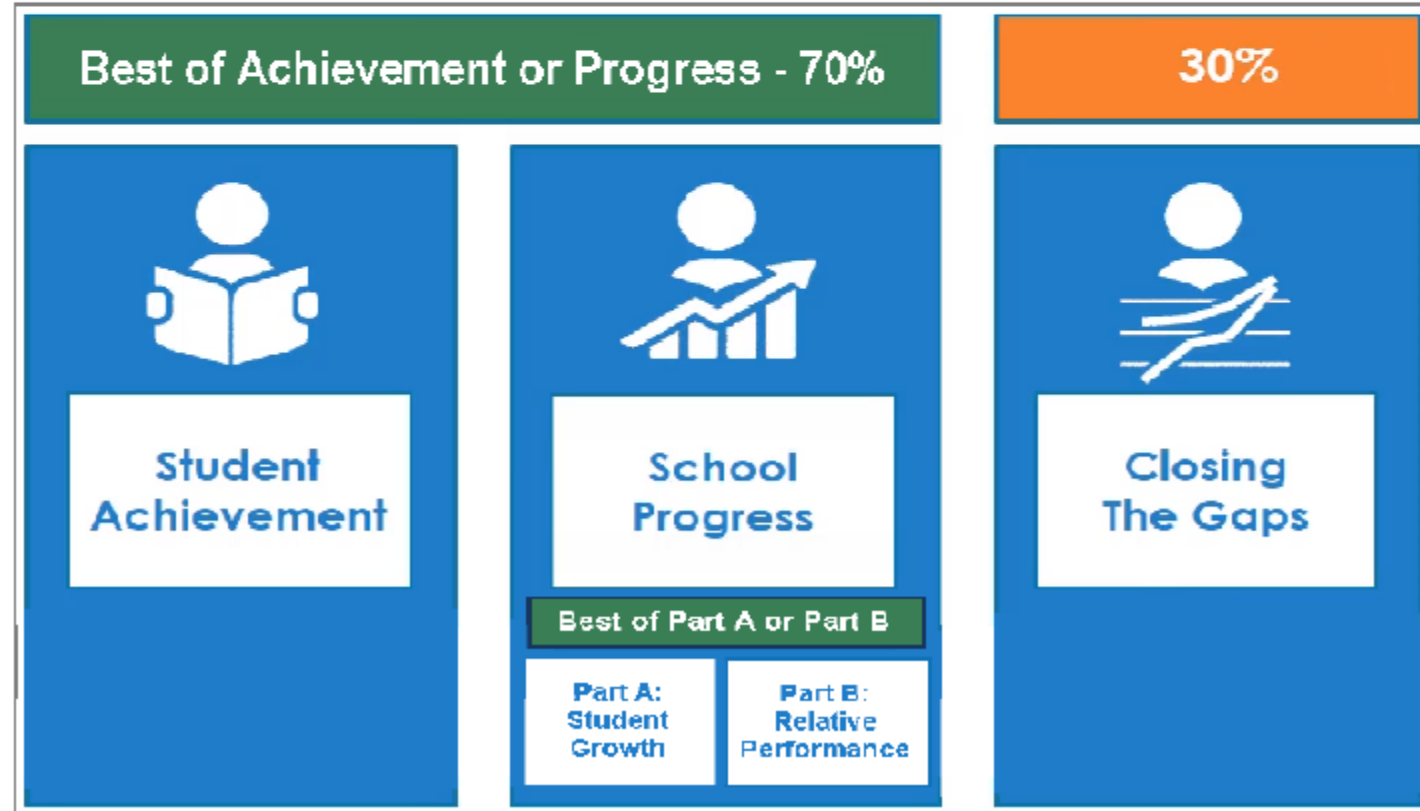 Best of Achievement or Progress - 70%
30%
Student
Achievement
School
Progress
Closing
The Gaps
Best of Part A or Part B
Part A:
Student
Growth
Part B:
Relative
Performance